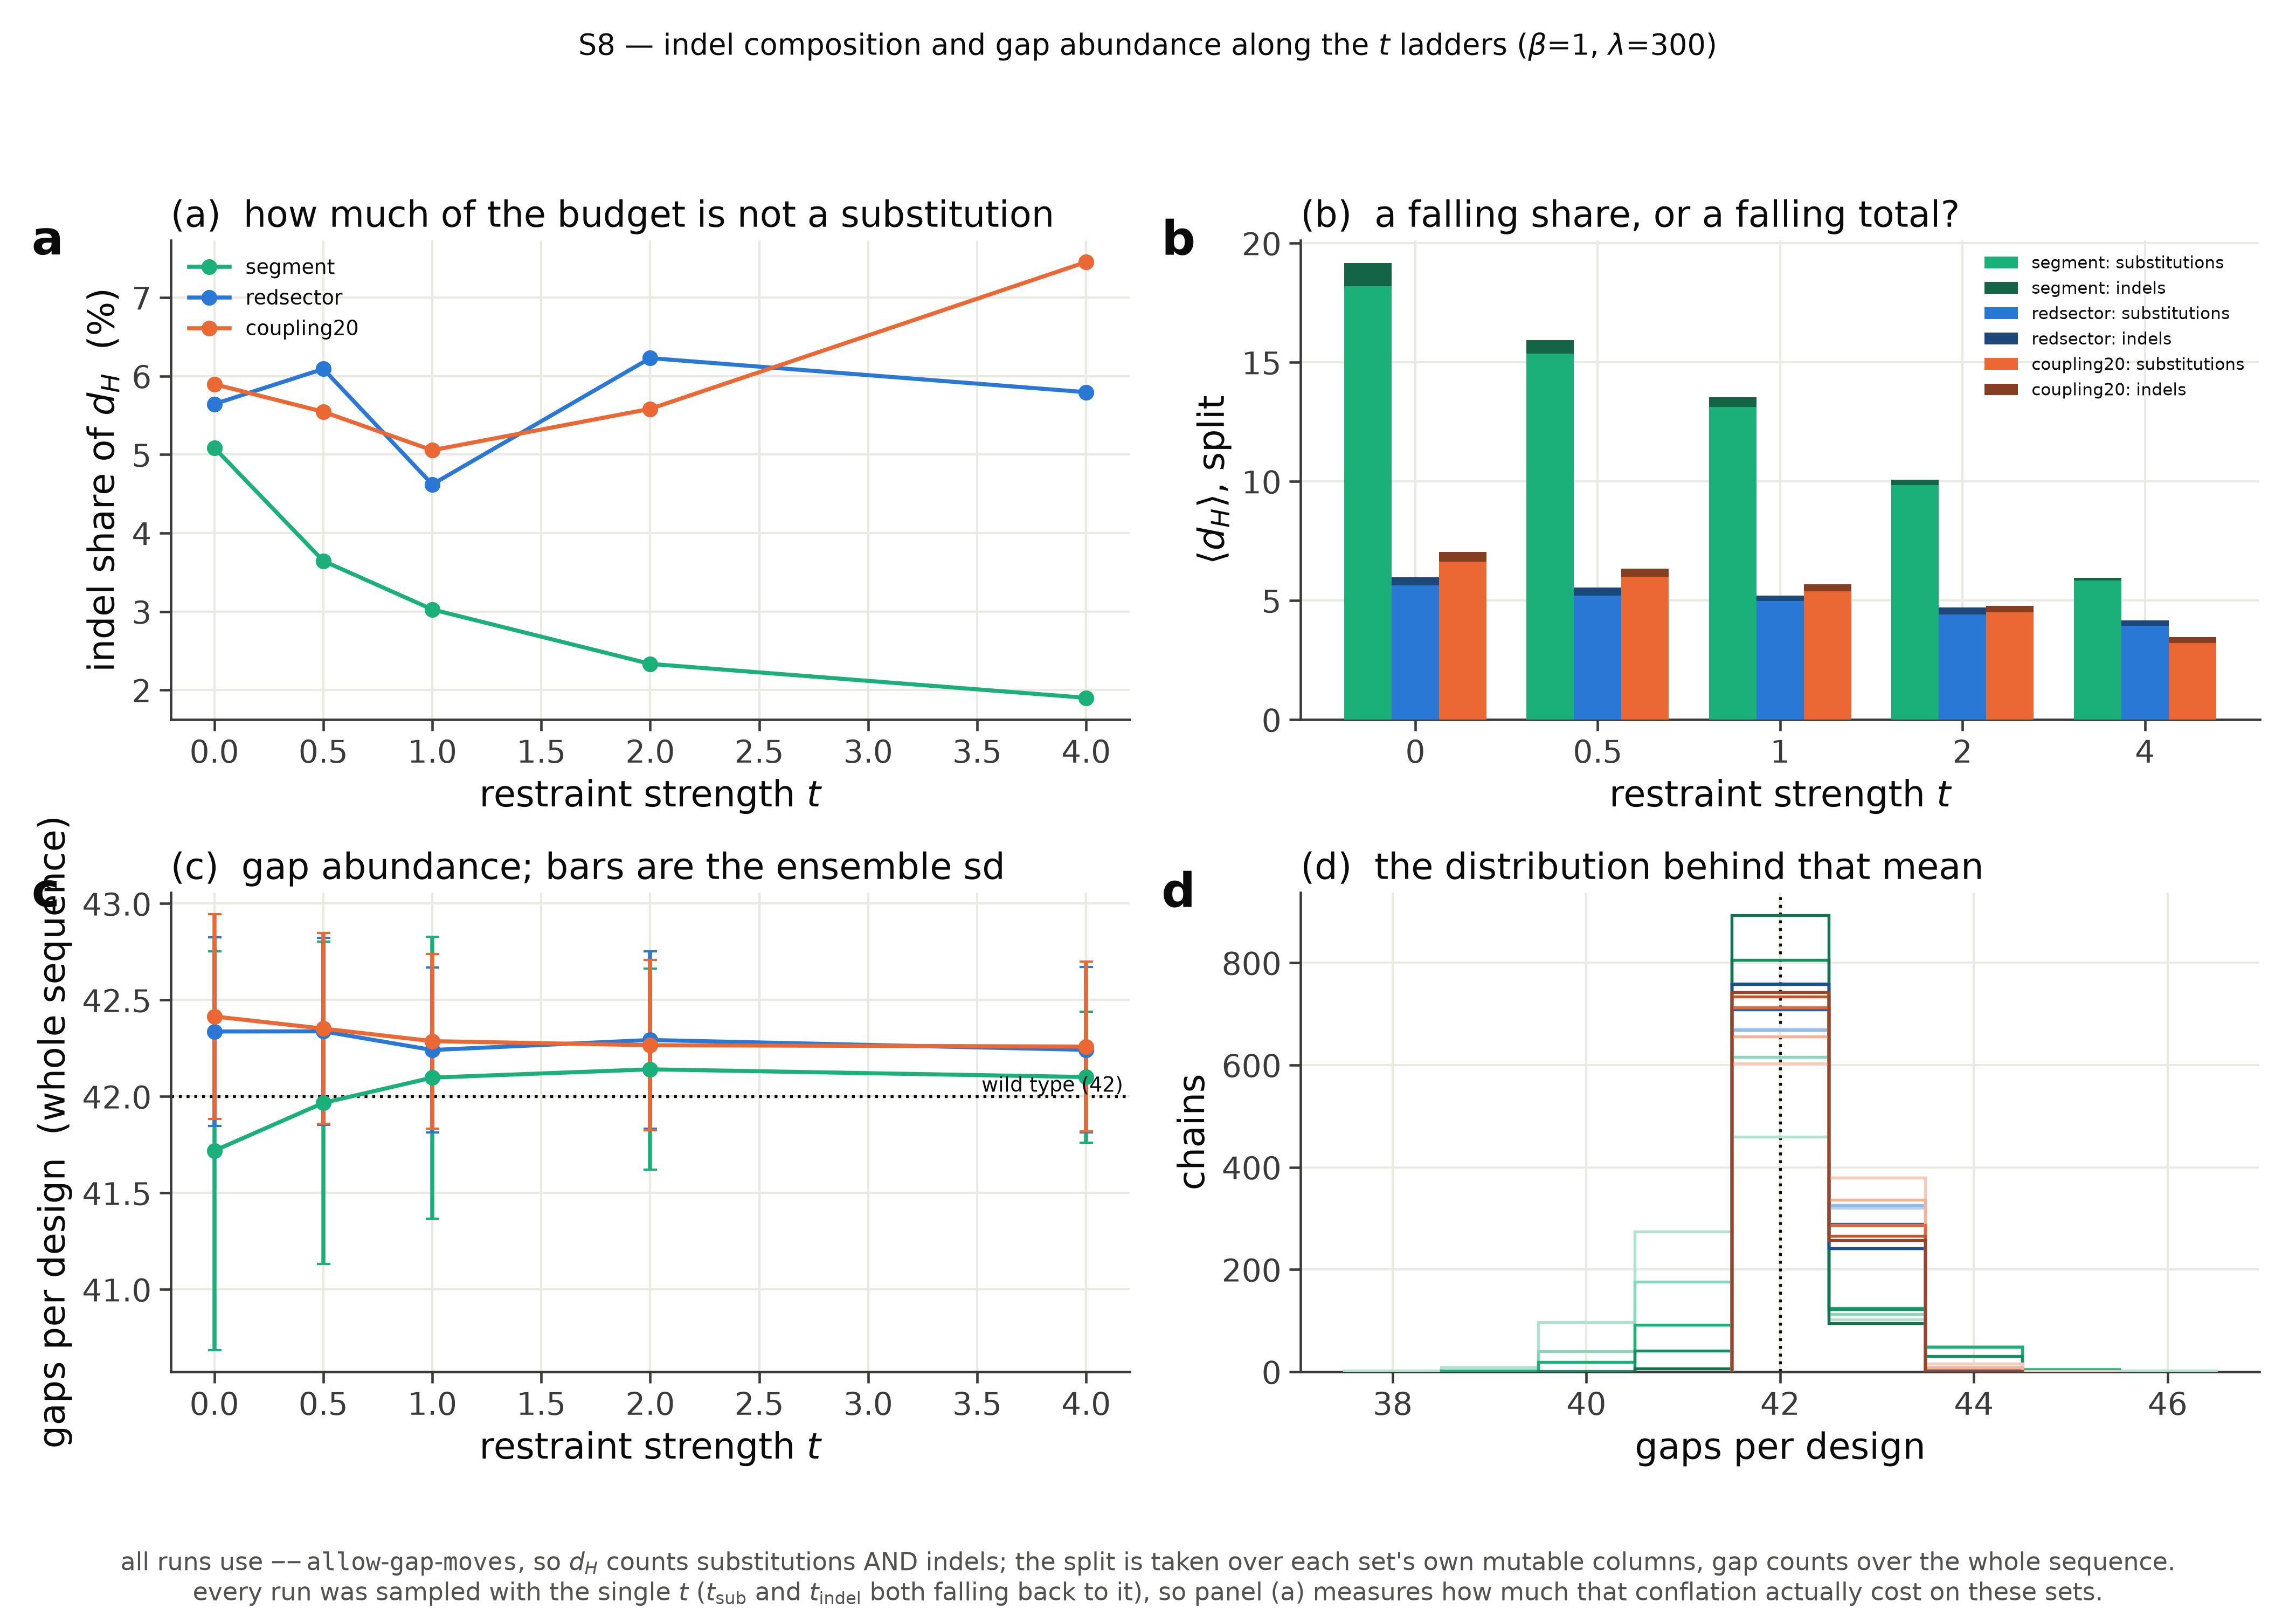 S8 — indel composition and gap abundance along the t ladders (β=1, λ=300)
a
(a) how much of the budget is not a substitution
indel share of d_H (%)
segment
redsector
coupling20
7
6
5
4
3
2
0.0 0.5 1.0 1.5 2.0 2.5 3.0 3.5 4.0
restraint strength t
b
(b) a falling share, or a falling total?
⟨d_H⟩, split
segment: substitutions
segment: indels
redsector: substitutions
redsector: indels
coupling20: substitutions
coupling20: indels
20
15
10
5
0
0 0.5 1 2 4
restraint strength t
c
(c) gap abundance; bars are the ensemble sd
gaps per design (whole sequence)
43.0
42.5
42.0
41.5
41.0
wild type (42)
0.0 0.5 1.0 1.5 2.0 2.5 3.0 3.5 4.0
restraint strength t
d
(d) the distribution behind that mean
chains
800
600
400
200
0
38 40 42 44 46
gaps per design
all runs use --allow-gap-moves, so d_H counts substitutions AND indels; the split is taken over each set's own mutable columns, gap counts over the whole sequence.
every run was sampled with the single t (t_sub and t_indel both falling back to it), so panel (a) measures how much that conflation actually cost on these sets.